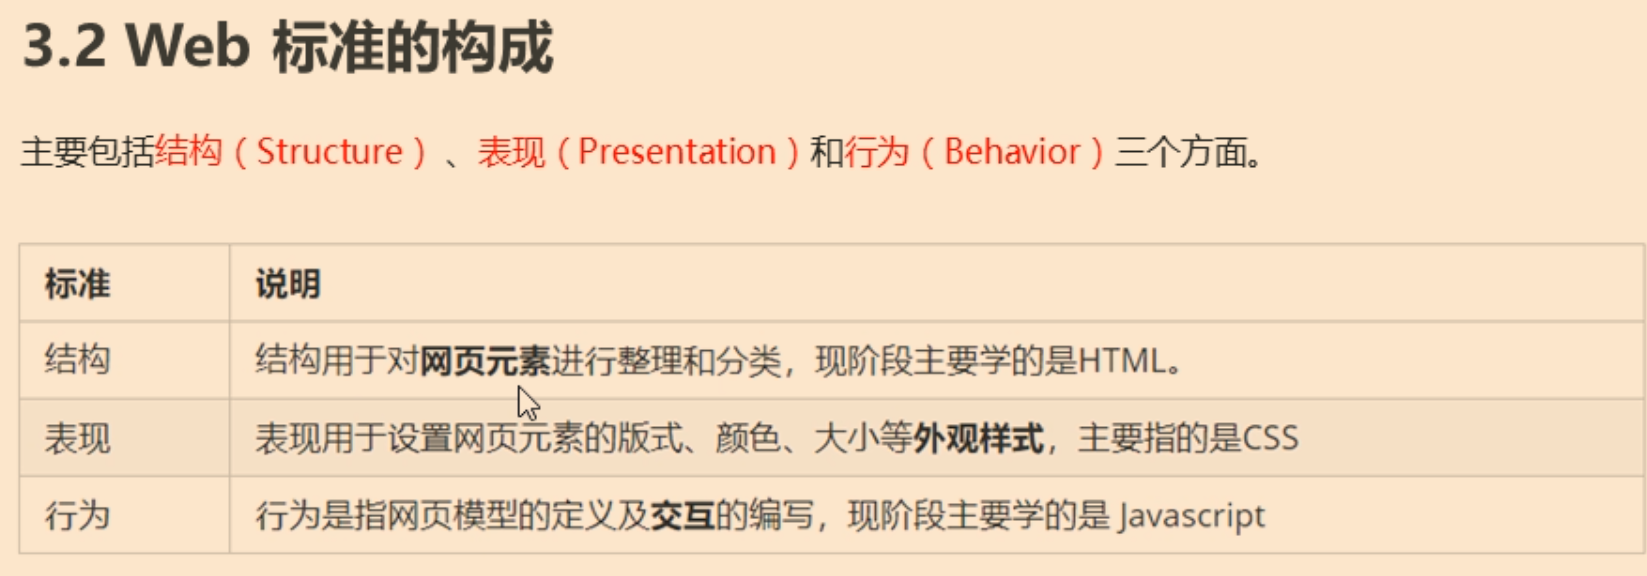 3.2 Web 标准的构成
主要包括结构（Structure）、表现（Presentation）和行为（Behavior）三个方面。
标准 说明
结构 结构用于对网页元素进行整理和分类，现阶段主要学的是HTML。
表现 表现用于设置网页元素的版式、颜色、大小等外观样式，主要指的是CSS
行为 行为是指网页模型的定义及交互的编写，现阶段主要学的是 Javascript